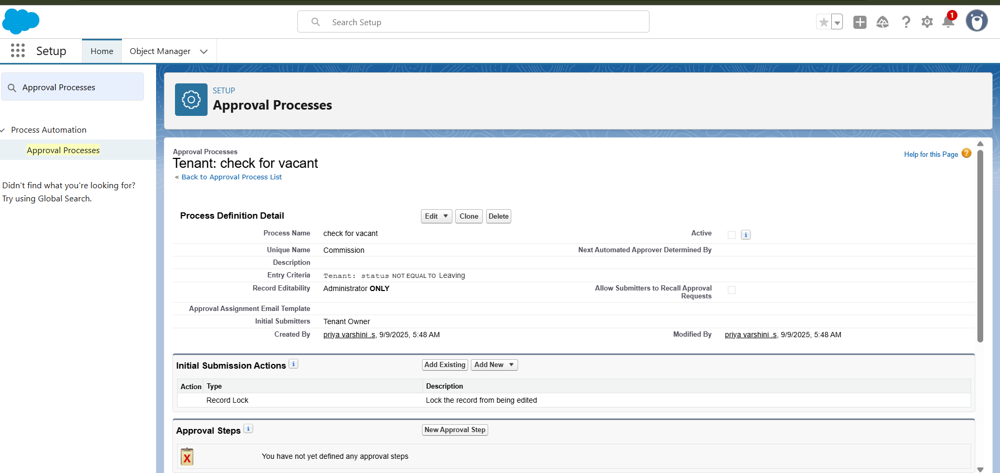 Search Setup
1
Setup
Home
Object Manager
Approval Processes
Process Automation
Approval Processes
Didn't find what you're looking for?
Try using Global Search.
SETUP
Approval Processes
Approval Processes
Tenant: check for vacant
« Back to Approval Process List
Help for this Page ?
Process Definition Detail
Edit
Clone
Delete
Process Name check for vacant Active i
Unique Name Commission Next Automated Approver Determined By
Description
Entry Criteria Tenant: status NOT EQUAL TO Leaving
Record Editability Administrator ONLY Allow Submitters to Recall Approval
Requests
Approval Assignment Email Template
Initial Submitters Tenant Owner
Created By priya varshini .s, 9/9/2025, 5:48 AM Modified By priya varshini .s, 9/9/2025, 5:48 AM
Initial Submission Actions i Add Existing Add New
Action Type Description
Record Lock Lock the record from being edited
Approval Steps i New Approval Step
X You have not yet defined any approval steps